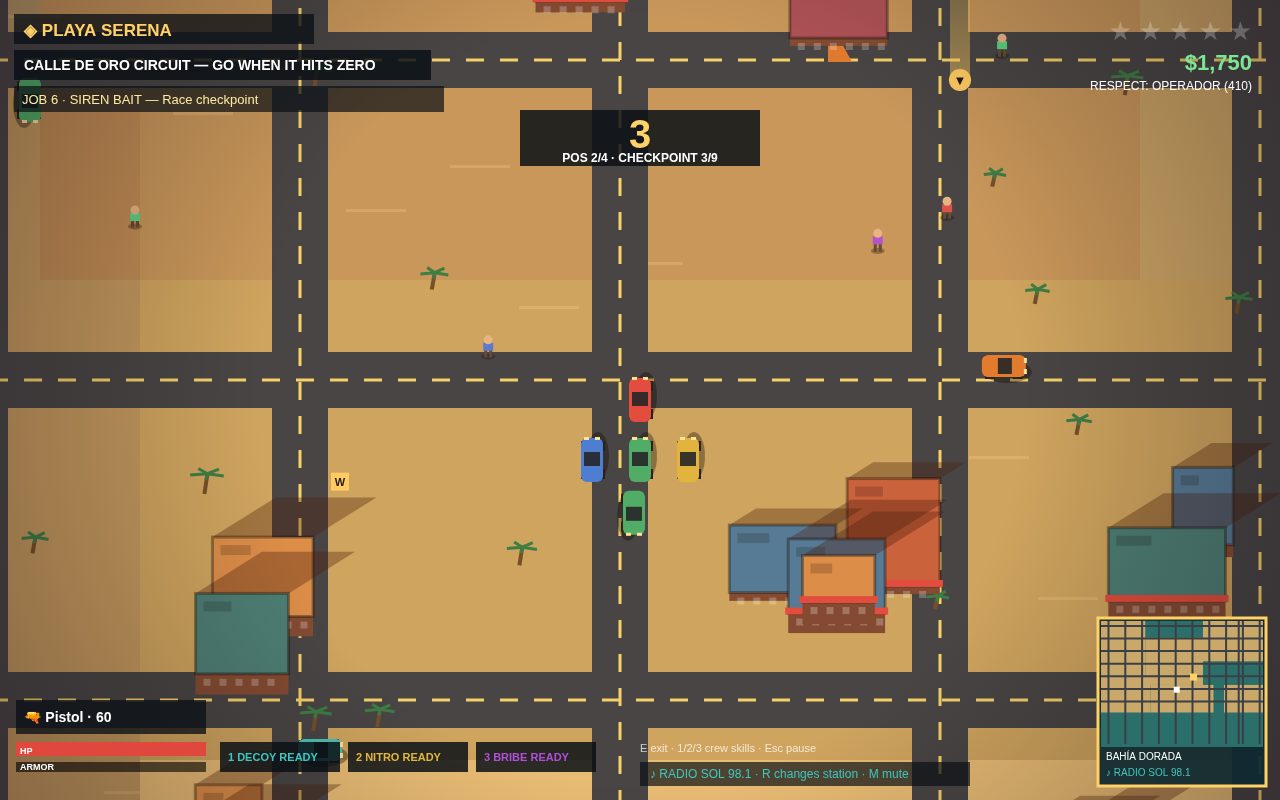 ◈ PLAYA SERENA
CALLE DE ORO CIRCUIT — GO WHEN IT HITS ZERO
JOB 6 · SIREN BAIT — Race checkpoint
★ ★ ★ ★ ★
$1,750
RESPECT: OPERADOR (410)
3
POS 2/4 · CHECKPOINT 3/9
W
🔫 Pistol · 60
HP
ARMOR
1 DECOY READY
2 NITRO READY
3 BRIBE READY
E exit · 1/2/3 crew skills · Esc pause
♪ RADIO SOL 98.1 · R changes station · M mute
BAHÍA DORADA
♪ RADIO SOL 98.1